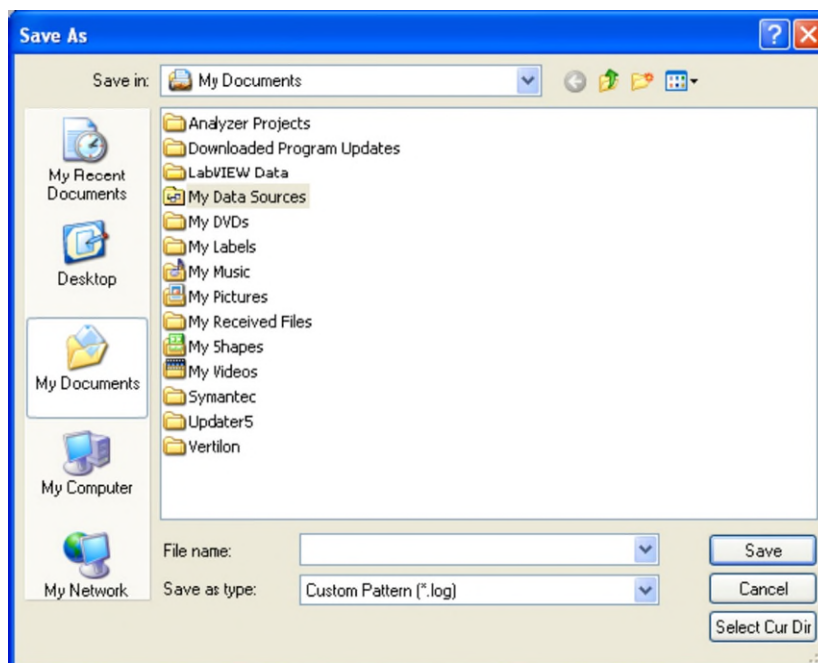 Save As
Save in:
My Documents
My Recent
Documents
Desktop
My Documents
My Computer
My Network
Analyzer Projects
Downloaded Program Updates
LabVIEW Data
My Data Sources
My DVDs
My Labels
My Music
My Pictures
My Received Files
My Shapes
My Videos
Symantec
Updater5
Vertilon
File name:
Save
Save as type:
Custom Pattern (*.log)
Cancel
Select Cur Dir